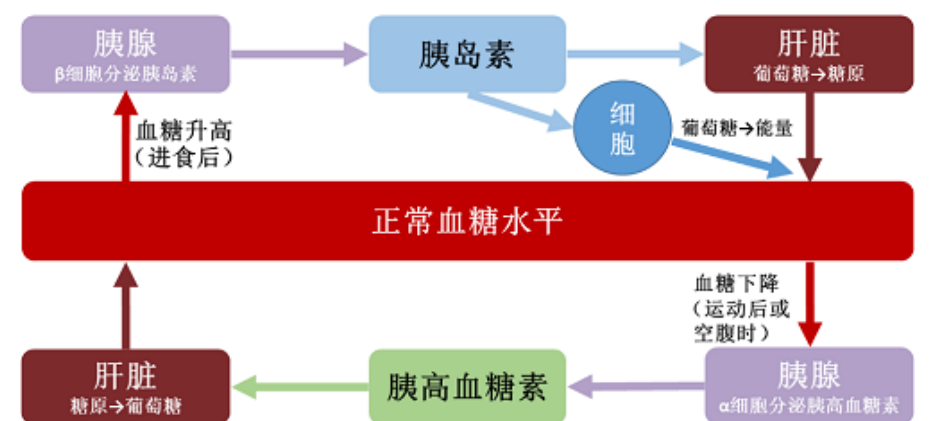 胰腺
β细胞分泌胰岛素
胰岛素
肝脏
葡萄糖→糖原
血糖升高
（进食后）
细
胞
葡萄糖→能量
正常血糖水平
血糖下降
（运动后或
空腹时）
肝脏
糖原→葡萄糖
胰高血糖素
胰腺
α细胞分泌胰高血糖素